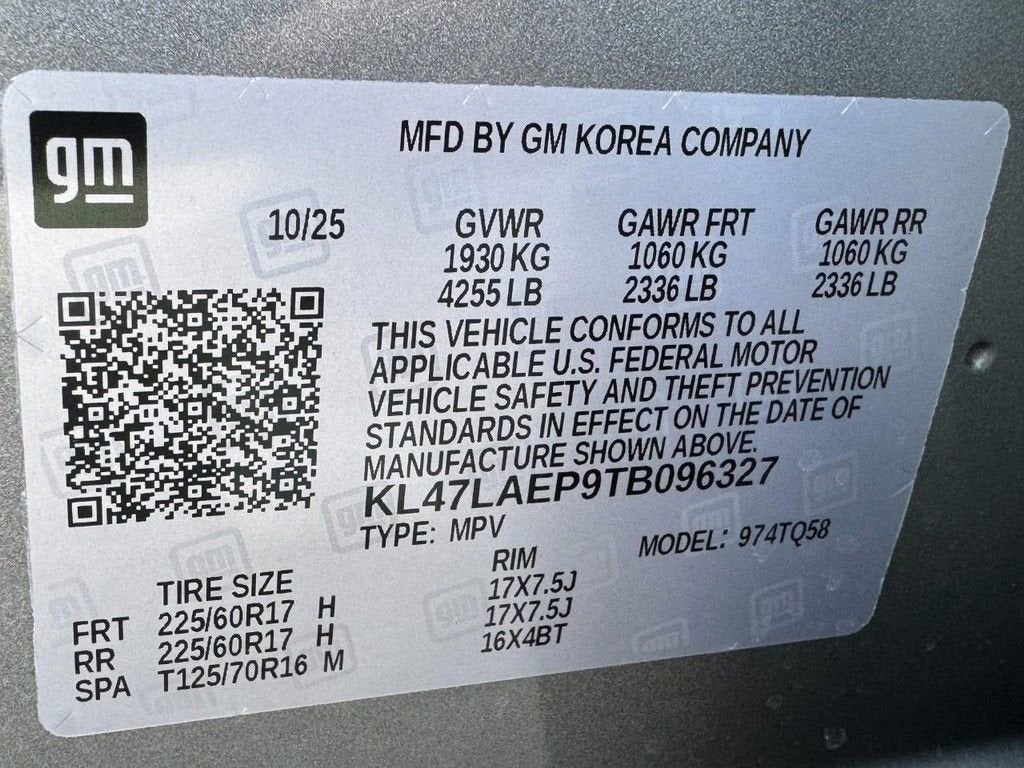 gm
MFD BY GM KOREA COMPANY
10/25 GVWR GAWR FRT GAWR RR
1930 KG 1060 KG 1060 KG
4255 LB 2336 LB 2336 LB
THIS VEHICLE CONFORMS TO ALL
APPLICABLE U.S. FEDERAL MOTOR
VEHICLE SAFETY AND THEFT PREVENTION
STANDARDS IN EFFECT ON THE DATE OF
MANUFACTURE SHOWN ABOVE.
KL47LAEP9TB096327
TYPE: MPV MODEL: 974TQ58
TIRE SIZE RIM
FRT 225/60R17 H 17X7.5J
RR 225/60R17 H 17X7.5J
SPA T125/70R16 M 16X4BT